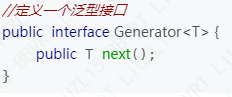 //定义一个泛型接口
public interface Generator<T> {
    public T next();
}